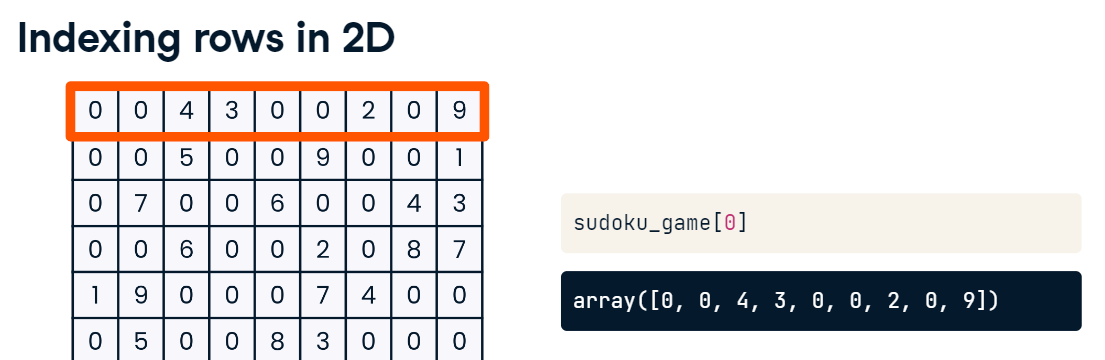 Indexing rows in 2D
0 0 4 3 0 0 2 0 9
0 0 5 0 0 9 0 0 1
0 7 0 0 6 0 0 4 3
0 0 6 0 0 2 0 8 7
1 9 0 0 0 7 4 0 0
0 5 0 0 8 3 0 0 0
sudoku_game[0]
array([0, 0, 4, 3, 0, 0, 2, 0, 9])